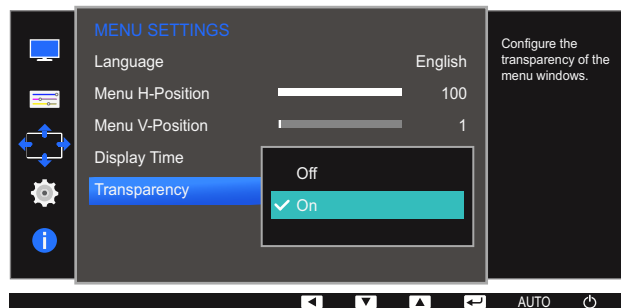 MENU SETTINGS
Language English
Menu H-Position 100
Menu V-Position 1
Display Time
Transparency
Off
On
Configure the
transparency of the
menu windows.
AUTO